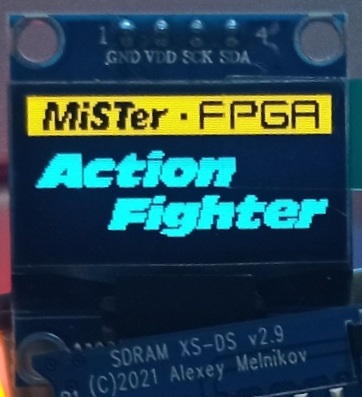 1 4
GND VDD SCK SDA
MiSTer · FPGA
Action
Fighter
SDRAM XS-DS v2.9
(C)2021 Alexey Melnikov